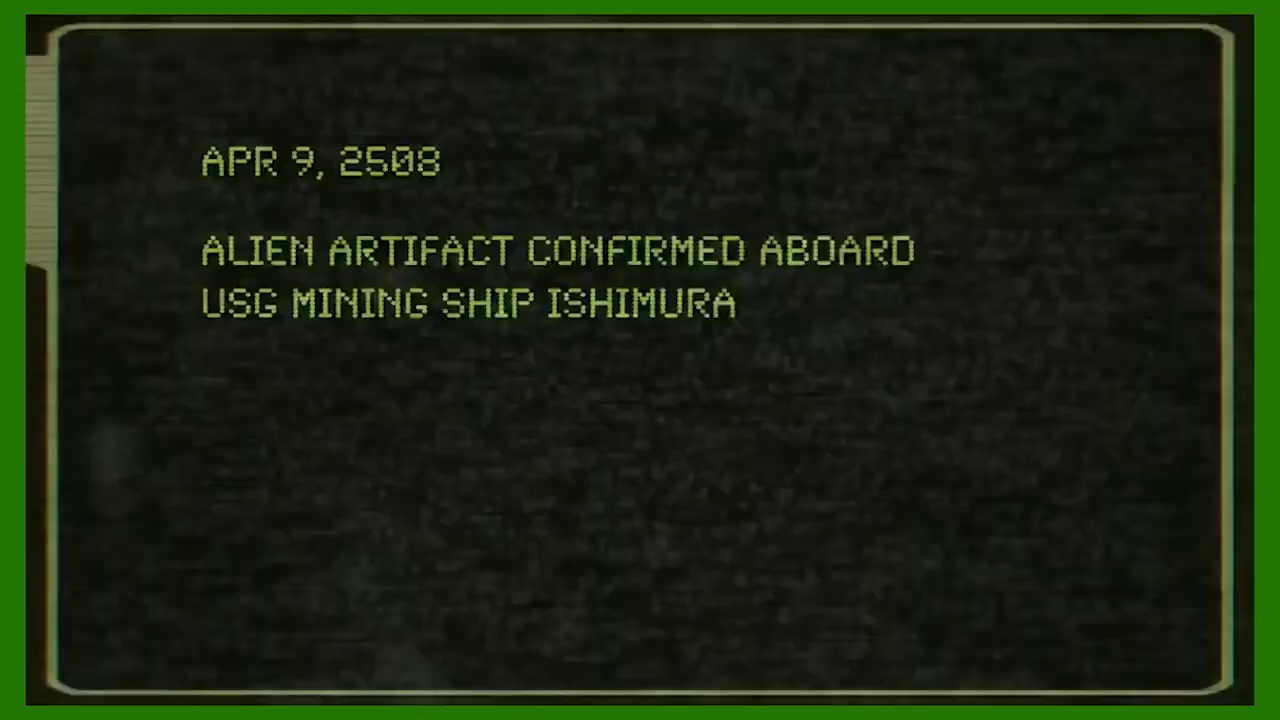 APR 9, 2508
ALIEN ARTIFACT CONFIRMED ABOARD
USG MINING SHIP ISHIMURA